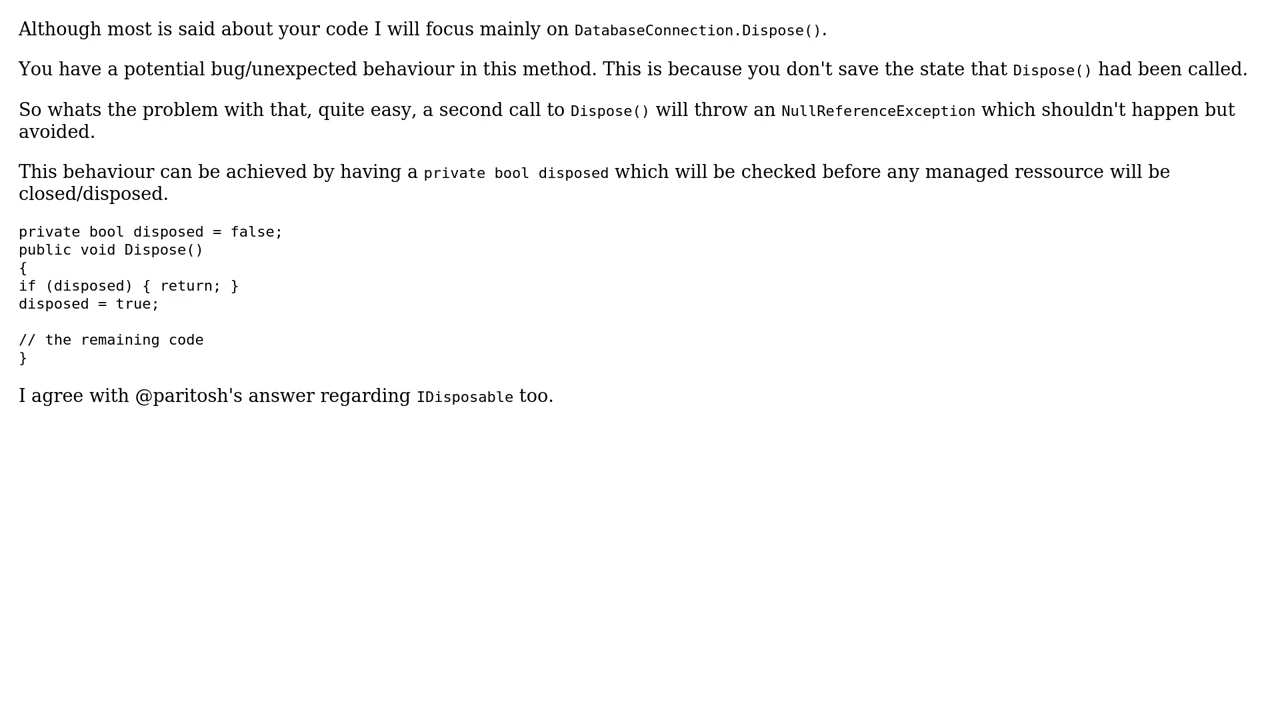 Although most is said about your code I will focus mainly on DatabaseConnection.Dispose().
You have a potential bug/unexpected behaviour in this method. This is because you don't save the state that Dispose() had been called.
So whats the problem with that, quite easy, a second call to Dispose() will throw an NullReferenceException which shouldn't happen but
avoided.
This behaviour can be achieved by having a private bool disposed which will be checked before any managed ressource will be
closed/disposed.
private bool disposed = false;
public void Dispose()
{
if (disposed) { return; }
disposed = true;
// the remaining code
}
I agree with @paritosh's answer regarding IDisposable too.